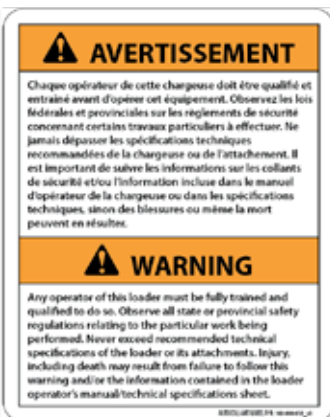 AVERTISSEMENT
Chaque opérateur de cette chargeuse doit être qualifié et
entrainé avant d'opérer cet équipement. Observez les lois
fédérales et provinciales sur les règlements de sécurité
concernant certains travaux particuliers à effectuer. Ne
jamais dépasser les spécifications techniques
recommandées de la chargeuse ou de l'attachement. Il
est important de suivre les informations sur les collants
de sécurité et/ou l'information incluse dans le manuel
d'opérateur de la chargeuse ou dans les spécifications
techniques, sinon des blessures ou même la mort
peuvent en résulter.
WARNING
Any operator of this loader must be fully trained and
qualified to do so. Observe all state or provincial safety
regulations relating to the particular work being
performed. Never exceed recommended technical
specifications of the loader or its attachments. Injury,
including death may result from failure to follow this
warning and/or the information contained in the loader
operator's manual/technical specifications sheet.